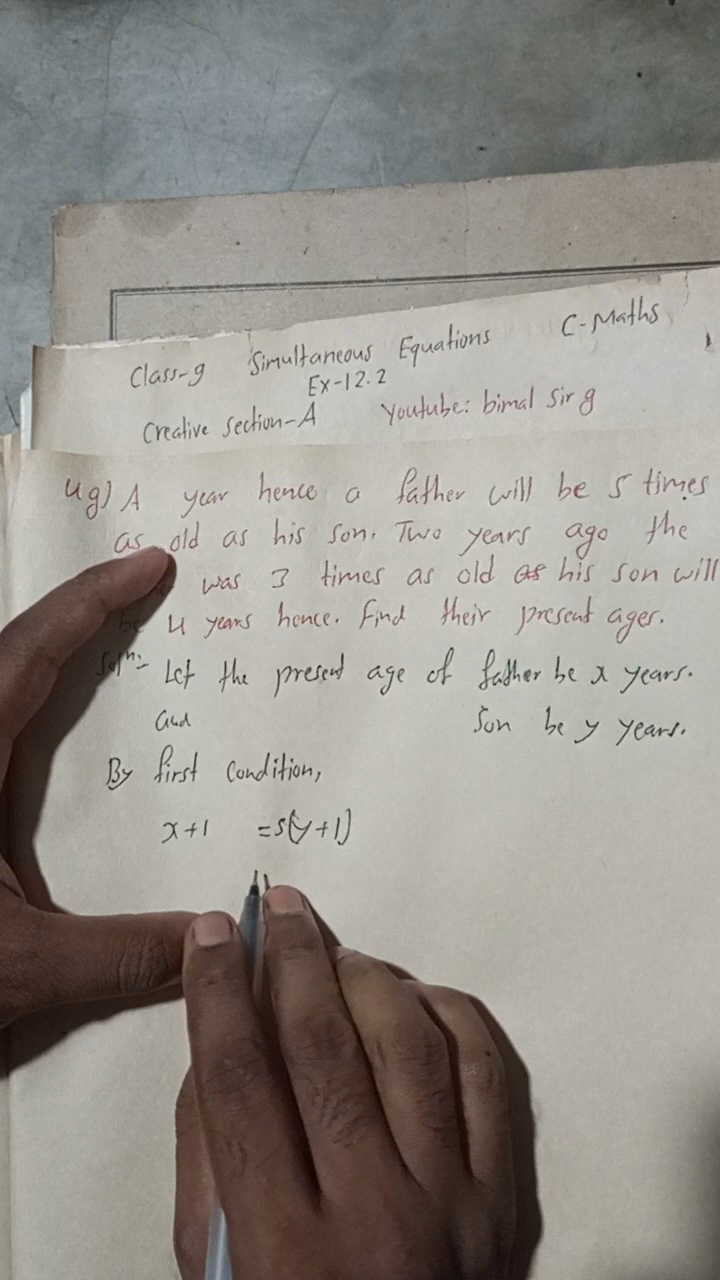 Class-9 Simultaneous Equations C-Maths
Ex-12.2
Creative Section-A Youtube: bimal sir g
4g) A year hence a father will be 5 times
as old as his son. Two years ago the
was 3 times as old as his son will
be 4 years hence. Find their present ages.
Solⁿ:- Let the present age of father be x years.
and Son be y years.
By first condition,
x+1 =5(y+1)